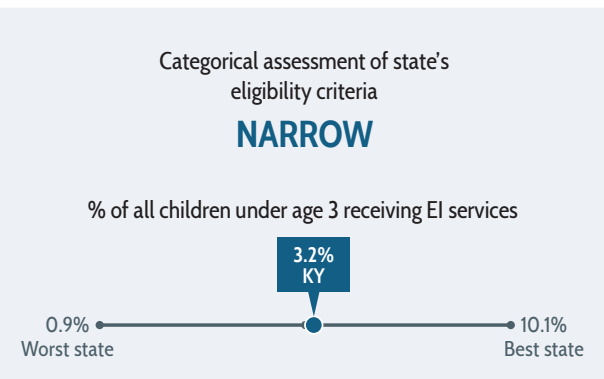 Categorical assessment of state’s
eligibility criteria
NARROW
% of all children under age 3 receiving EI services
3.2%
KY
0.9%
Worst state
10.1%
Best state